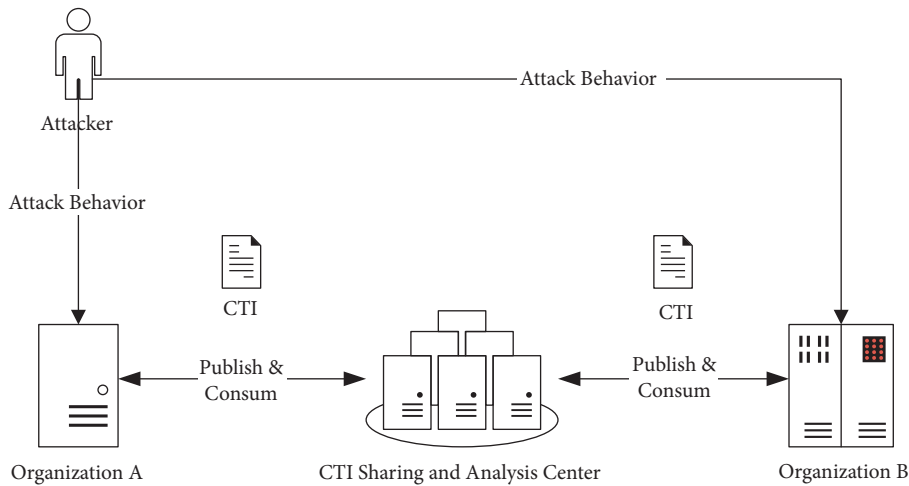 Attack Behavior
Attacker
Attack Behavior
CTI
CTI
Publish &
Consum
Publish &
Consum
Organization A
CTI Sharing and Analysis Center
Organization B